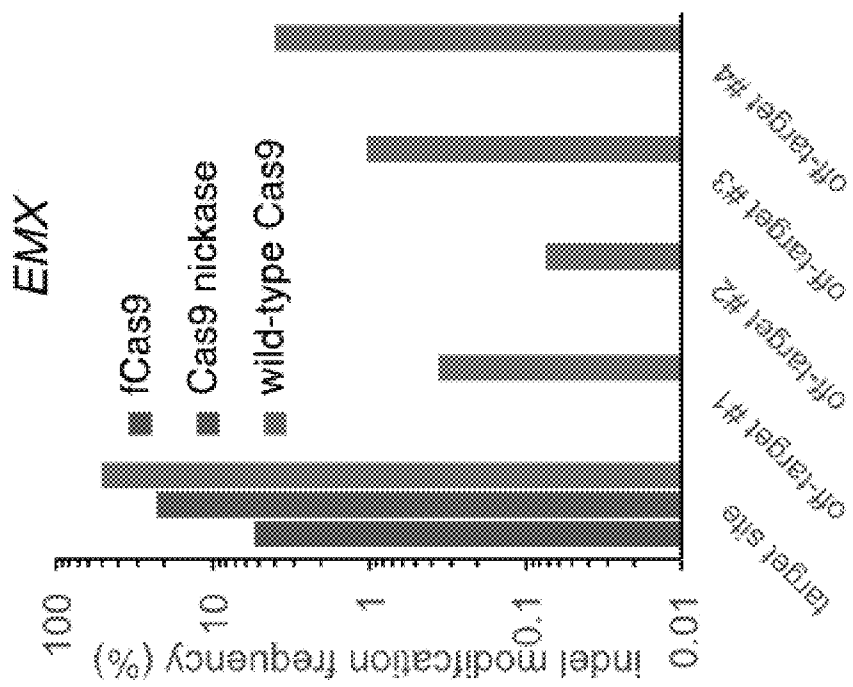 EMX
fCas9
Cas9 nickase
wild-type Cas9
indel modifcation frequency (%)
100
10
1
0.1
0.01
target site
off-target #1
off-target #2
off-target #3
off-target #4